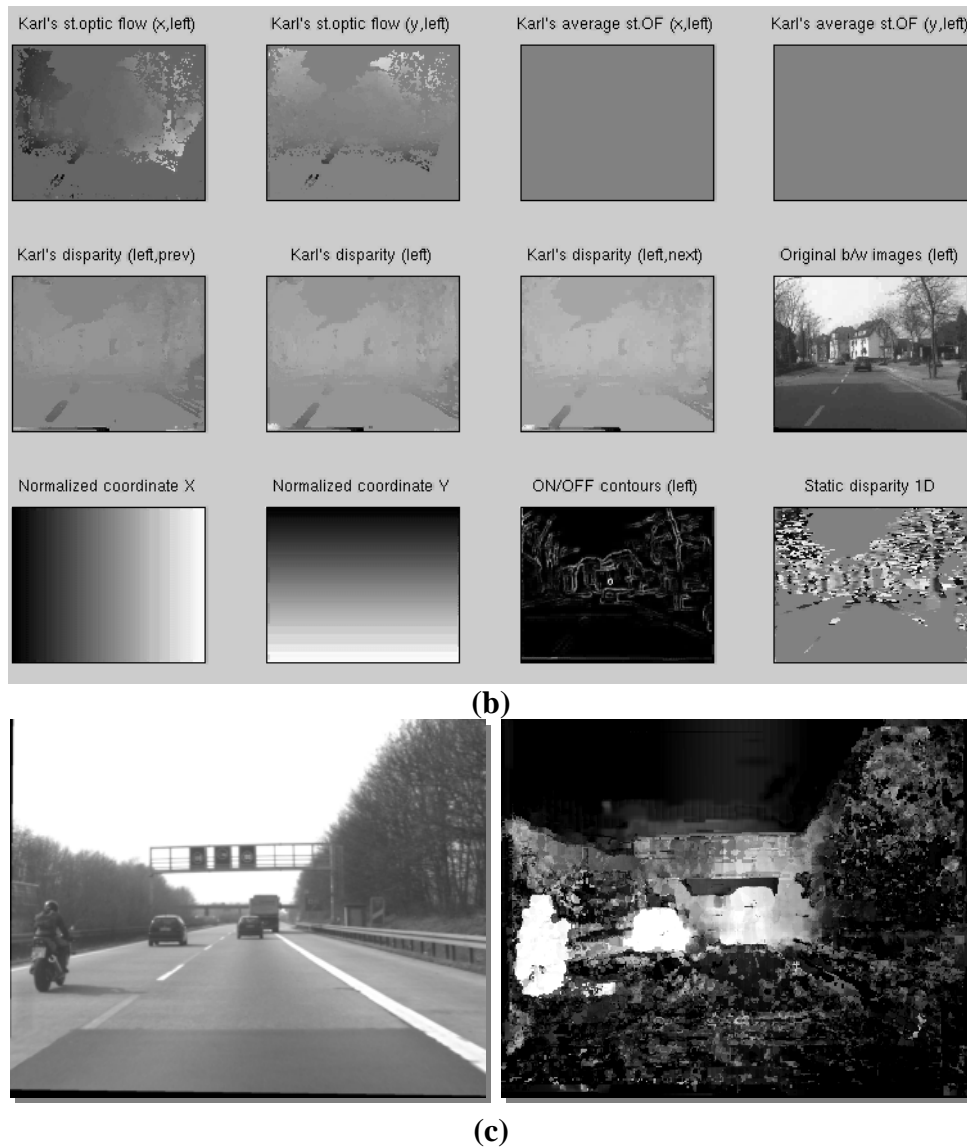 Karl's st.optic flow (x,left)
Karl's st.optic flow (y,left)
Karl's average st.OF (x,left)
Karl's average st.OF (y,left)
Karl's disparity (left,prev)
Karl's disparity (left)
Karl's disparity (left,next)
Original b/w images (left)
Normalized coordinate X
Normalized coordinate Y
ON/OFF contours (left)
Static disparity 1D
(b)
(c)